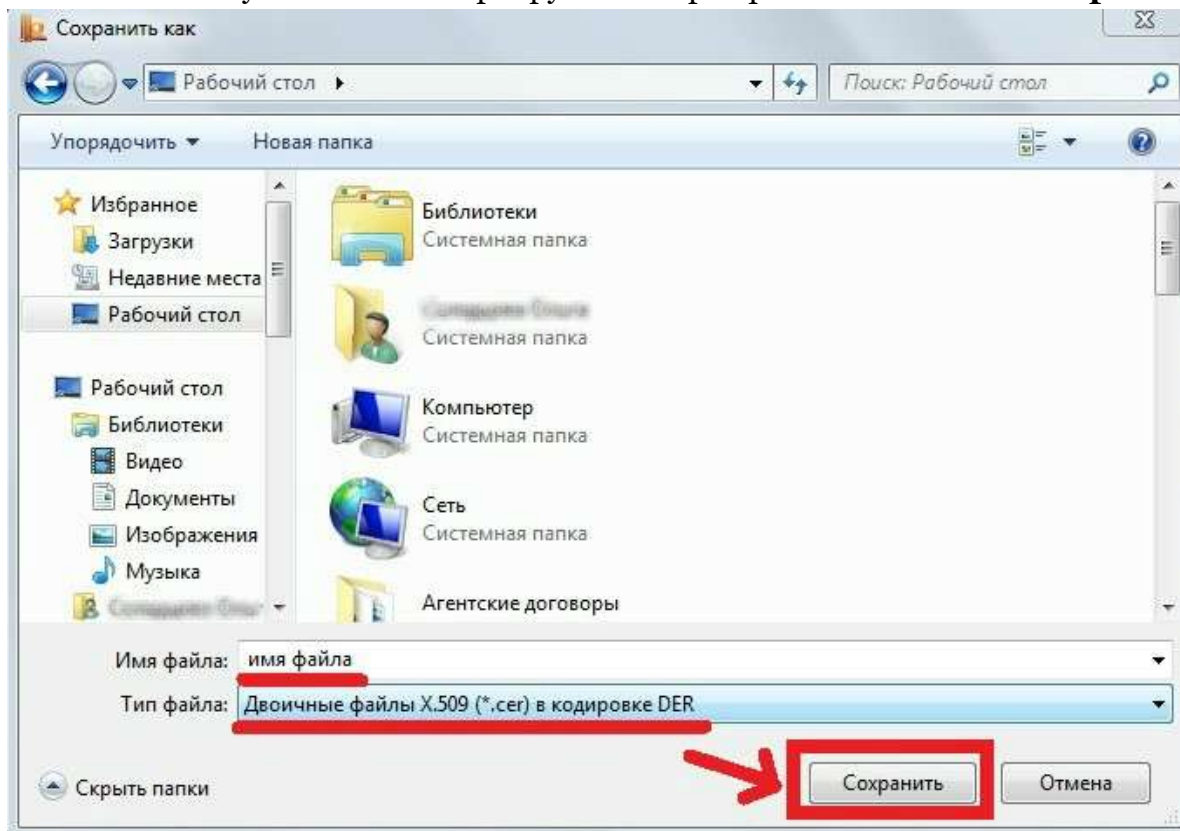 Сохранить как
Рабочий стол
Поиск: Рабочий стол
Упорядочить
Новая папка
Избранное
Загрузки
Недавние места
Рабочий стол
Рабочий стол
Библиотеки
Видео
Документы
Изображения
Музыка
Библиотеки
Системная папка
Системная папка
Компьютер
Системная папка
Сеть
Системная папка
Агентские договоры
Имя файла: имя файла
Тип файла: Двоичные файлы X.509 (*.cer) в кодировке DER
Скрыть папки
Сохранить
Отмена